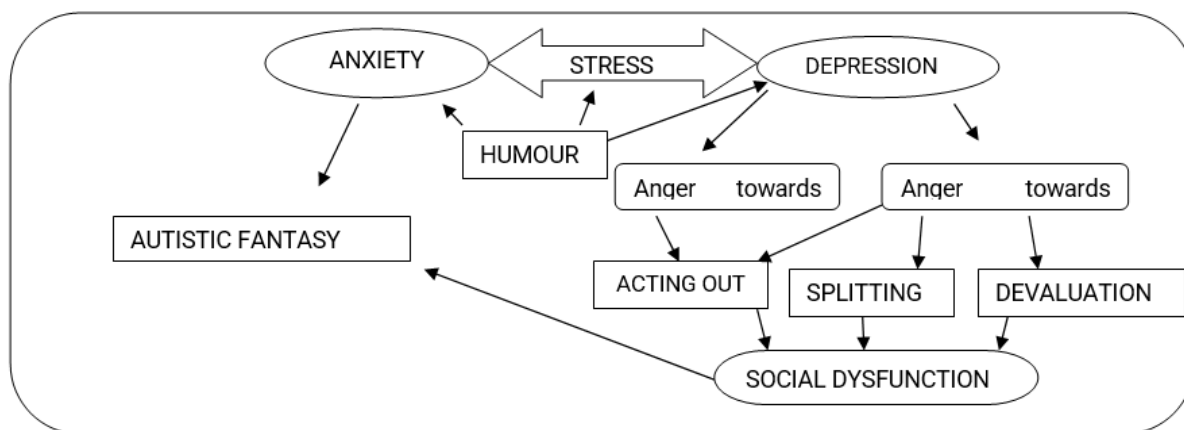 ANXIETY
STRESS
DEPRESSION
HUMOUR
Anger towards
Anger towards
AUTISTIC FANTASY
ACTING OUT
SPLITTING
DEVALUATION
SOCIAL DYSFUNCTION